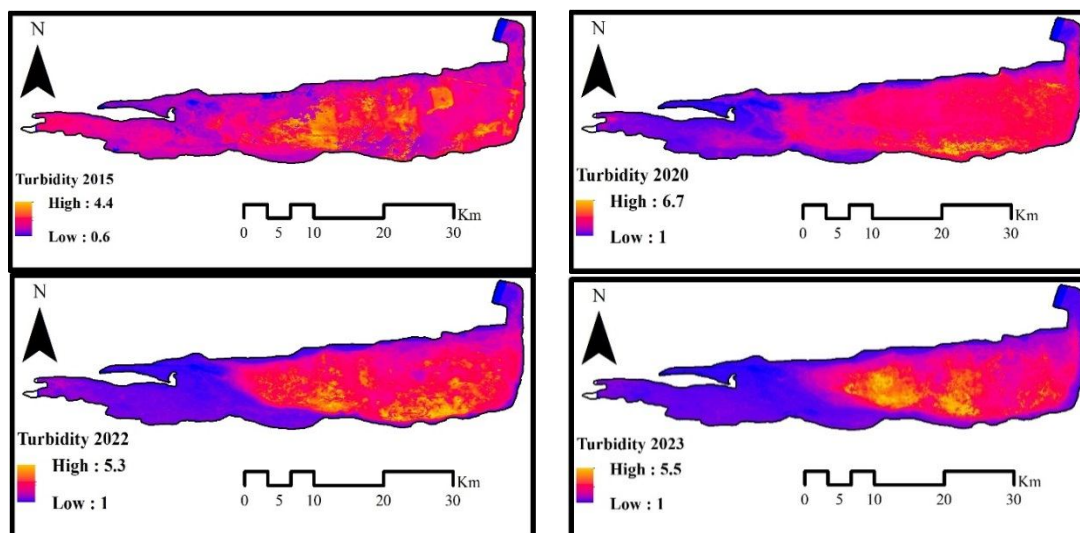 N
Turbidity 2015
High : 4.4
Low : 0.6
Km
0 5 10 20 30
N
Turbidity 2020
High : 6.7
Low : 1
Km
0 5 10 20 30
N
Turbidity 2022
High : 5.3
Low : 1
Km
0 5 10 20 30
N
Turbidity 2023
High : 5.5
Low : 1
Km
0 5 10 20 30